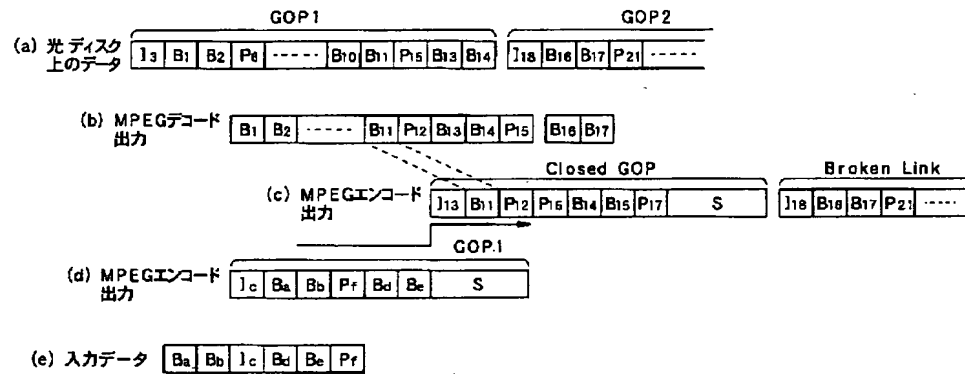 GOP1 GOP2
(a) 光ディスク上のデータ I3 B1 B2 P6 ----- B10 B11 P15 B13 B14 I18 B16 B17 P21 -----
(b) MPEGデコード出力 B1 B2 ----- B11 P12 B13 B14 P15 B16 B17
Closed GOP Broken Link
(c) MPEGエンコード出力 I13 B11 P12 P16 B14 B15 P17 S I18 B16 B17 P21 -----
GOP.1
(d) MPEGエンコード出力 Ic Ba Bb Pf Bd Be S
(e) 入力データ Ba Bb Ic Bd Be Pf